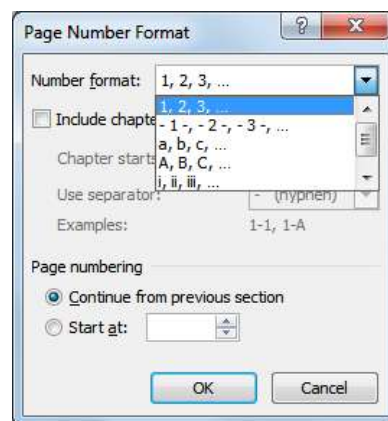 Page Number Format
Number format: 1, 2, 3, ...
1, 2, 3, ...
- 1 -, - 2 -, - 3 -, ...
Include chapte
a, b, c, ...
Chapter starts
A, B, C, ...
i, ii, iii, ...
Use separator: - (hyphen)
Examples: 1-1, 1-A
Page numbering
Continue from previous section
Start at:
OK Cancel